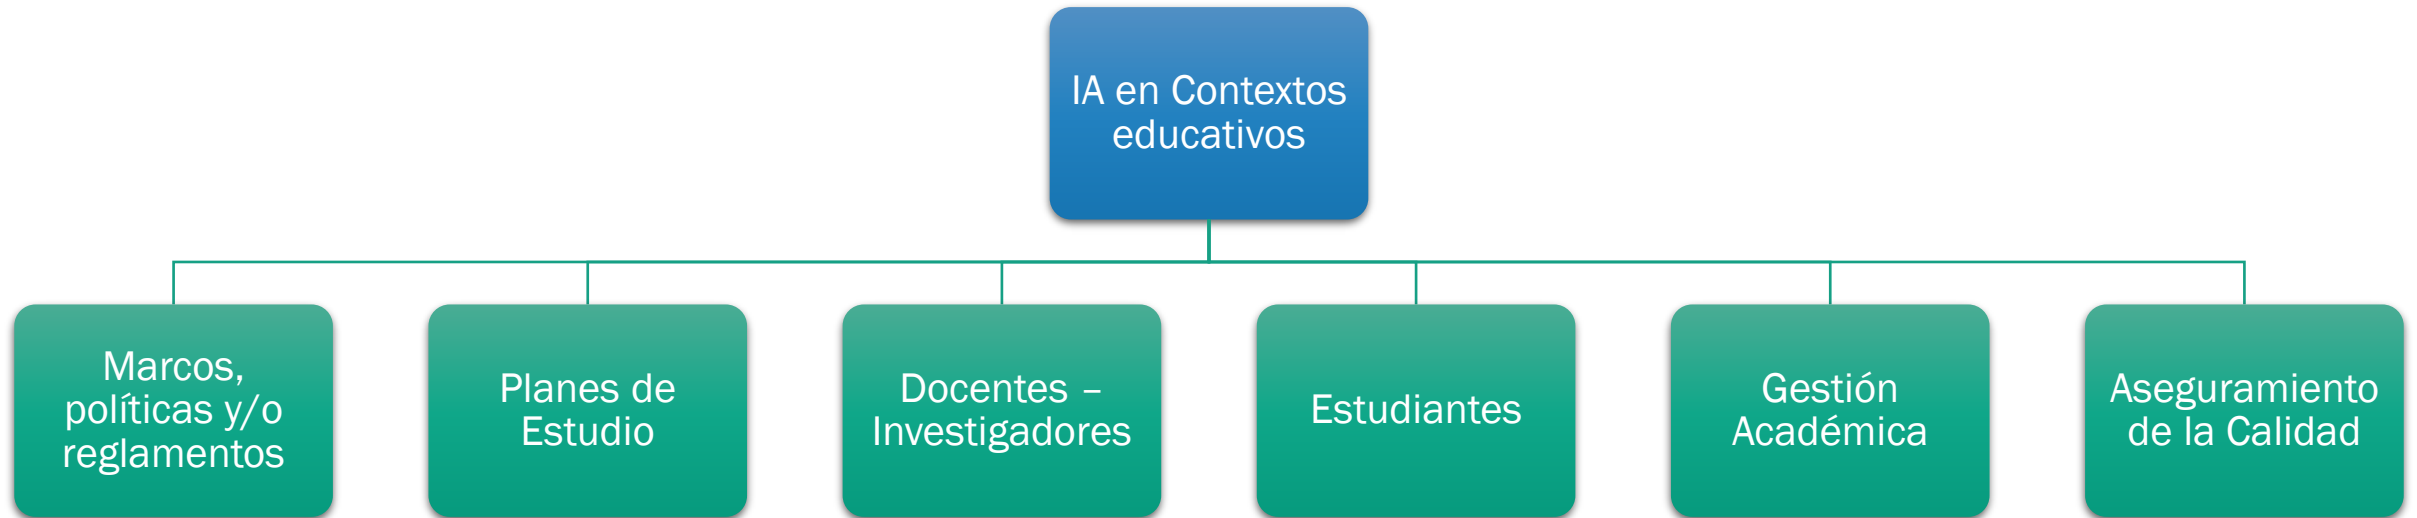 IA en Contextos
educativos
Marcos,
políticas y/o
reglamentos
Planes de
Estudio
Docentes –
Investigadores
Estudiantes
Gestión
Académica
Aseguramiento
de la Calidad